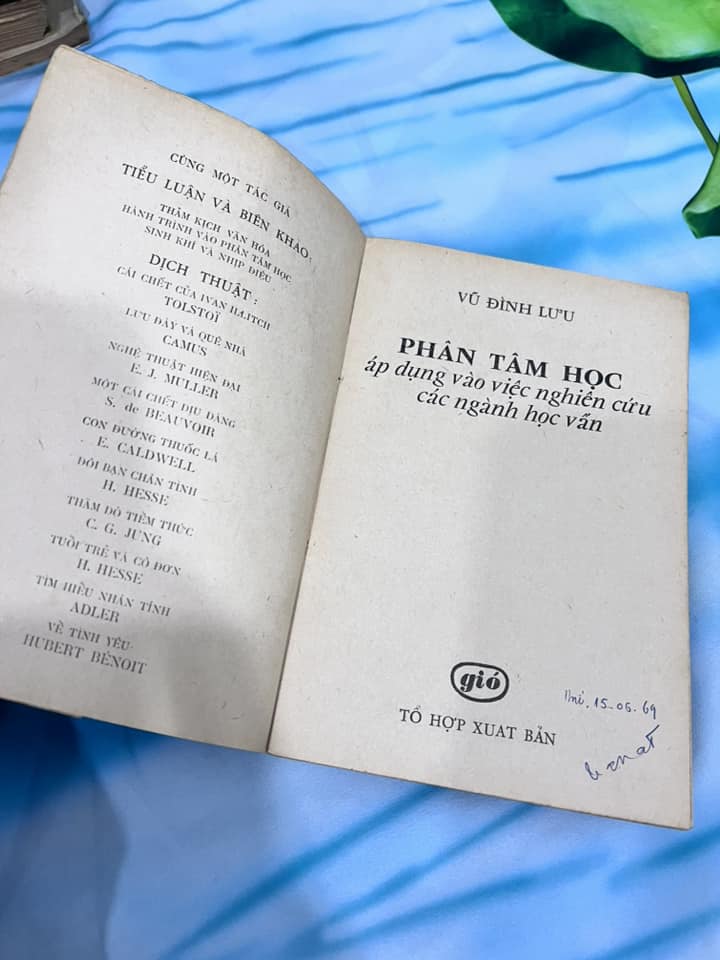 CÙNG MỘT TÁC GIẢ
TIỂU LUẬN VÀ BIÊN KHẢO:
THẢM KỊCH VĂN HÓA
HÀNH TRÌNH VÀO PHÂN TÂM HỌC
SINH KHÍ VÀ NHỊP ĐIỆU
DỊCH THUẬT:
CÁI CHẾT CỦA IVAN ILLITCH
TOLSTOÏ
LƯU ĐÀY VÀ QUÊ NHÀ
CAMUS
NGHỆ THUẬT HIỆN ĐẠI
E. J. MULLER
MỘT CÁI CHẾT DỊU DÀNG
S. de BEAUVOIR
CON ĐƯỜNG THUỐC LÁ
E. CALDWELL
ĐÔI BẠN CHÂN TÌNH
H. HESSE
THĂM DÒ TIỀM THỨC
C. G. JUNG
TUỔI TRẺ VÀ CÔ ĐƠN
H. HESSE
TÌM HIỂU NHÂN TÍNH
ADLER
VỀ TÌNH YÊU
HUBERT BENOIT
VŨ ĐÌNH LƯU
PHÂN TÂM HỌC
áp dụng vào việc nghiên cứu
các ngành học vấn
gió
TỔ HỢP XUẤT BẢN
15-06-69